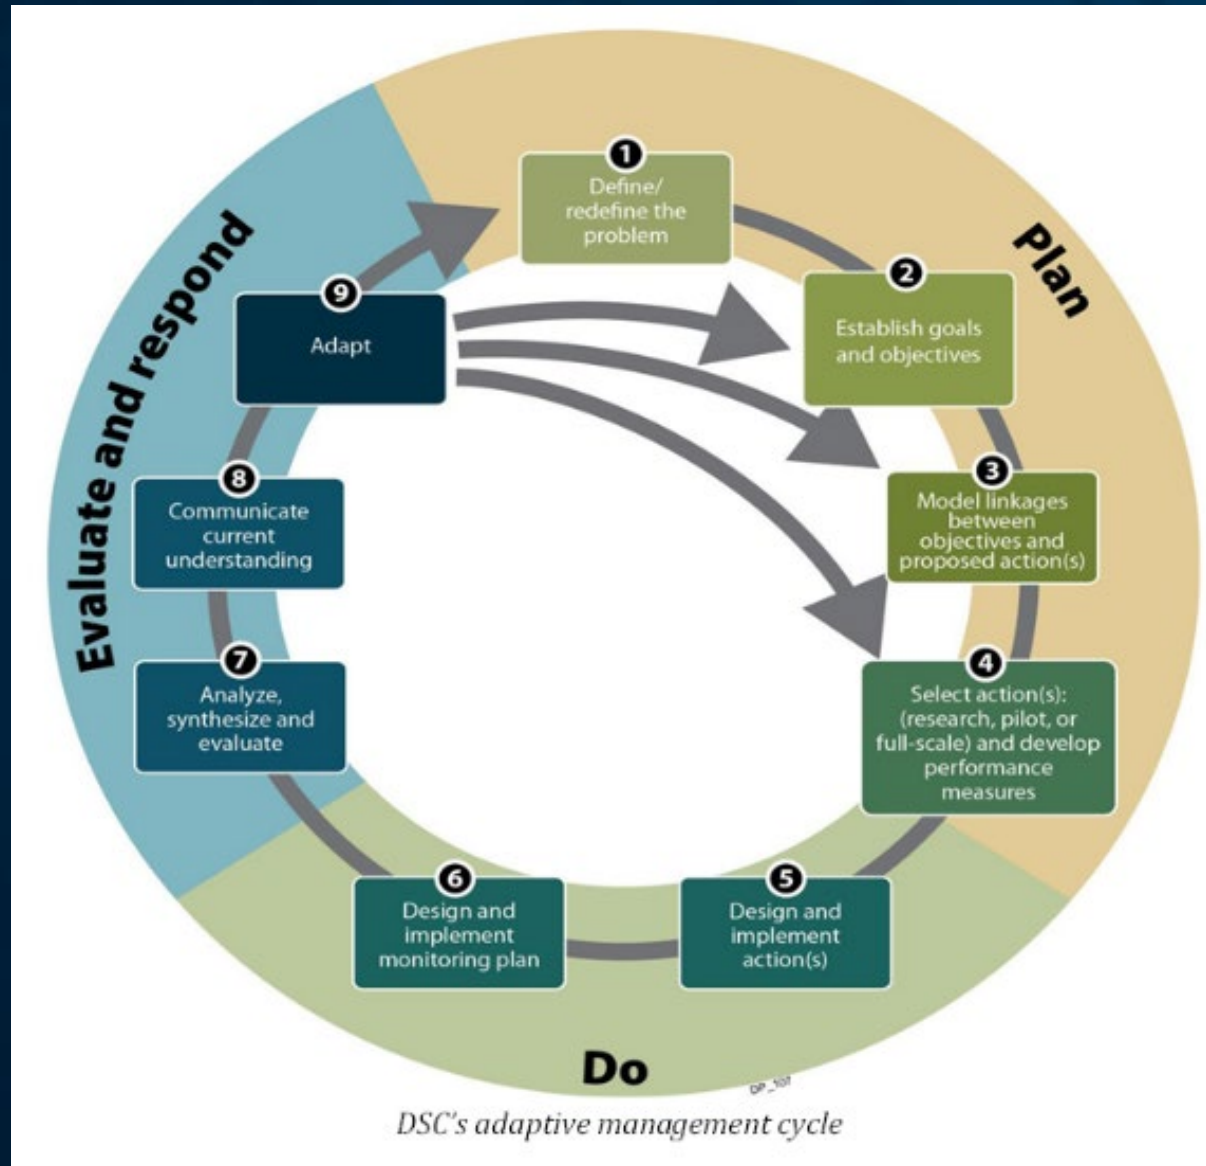 1
Define/
redefine the
problem
2
Establish goals
and objectives
3
Model linkages
between
objectives and
proposed action(s)
4
Select action(s):
(research, pilot, or
full-scale) and develop
performance
measures
5
Design and
implement
action(s)
6
Design and
implement
monitoring plan
7
Analyze,
synthesize and
evaluate
8
Communicate
current
understanding
9
Adapt
Plan
Do
Evaluate and respond
DP_107
DSC's adaptive management cycle